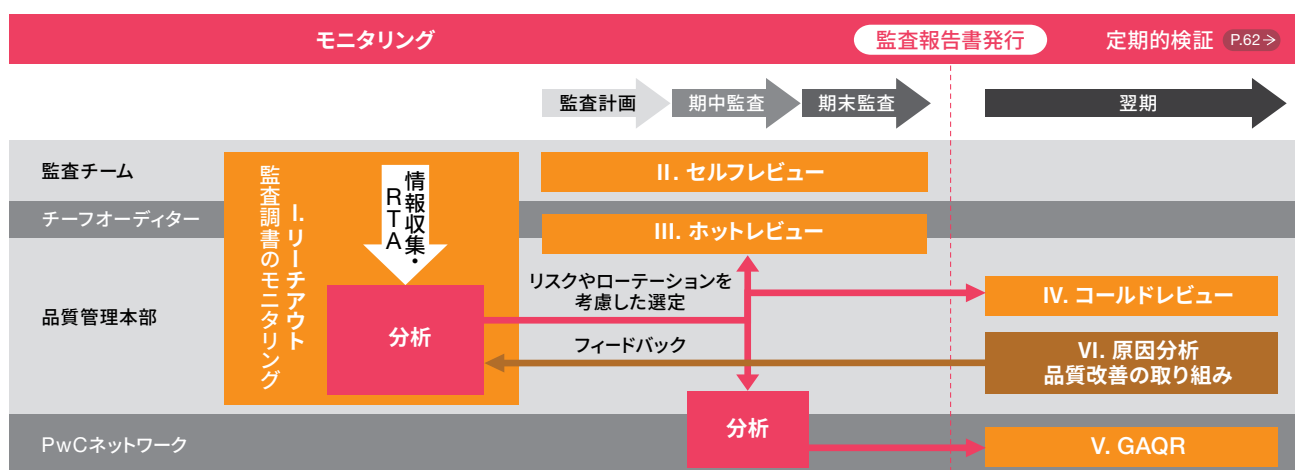 モニタリング
監査報告書発行
定期的検証 P.62→
監査計画
期中監査
期末監査
翌期
監査チーム
チーフオーディター
品質管理本部
PwCネットワーク
I. リーチアウト
監査調書のモニタリング
情報収集・
RTA
分析
II. セルフレビュー
III. ホットレビュー
リスクやローテーションを
考慮した選定
フィードバック
分析
IV. コールドレビュー
VI. 原因分析
品質改善の取り組み
V. GAQR